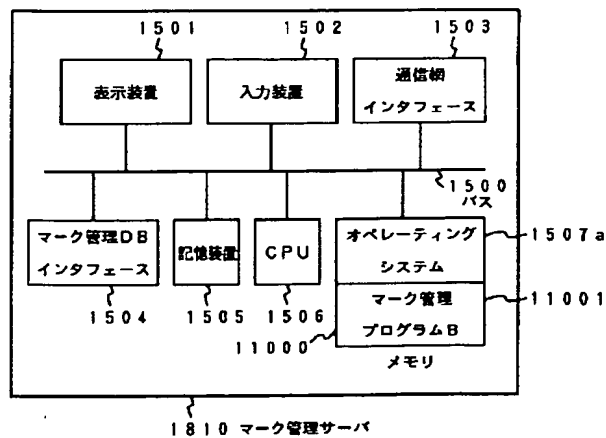 1501
1502
1503
表示装置
入力装置
通信網
インタフェース
1500
バス
マーク管理DB
インタフェース
記憶装置
CPU
オペレーティング
システム
1507a
マーク管理
プログラムB
11001
1504
1505
1506
11000
メモリ
1810 マーク管理サーバ